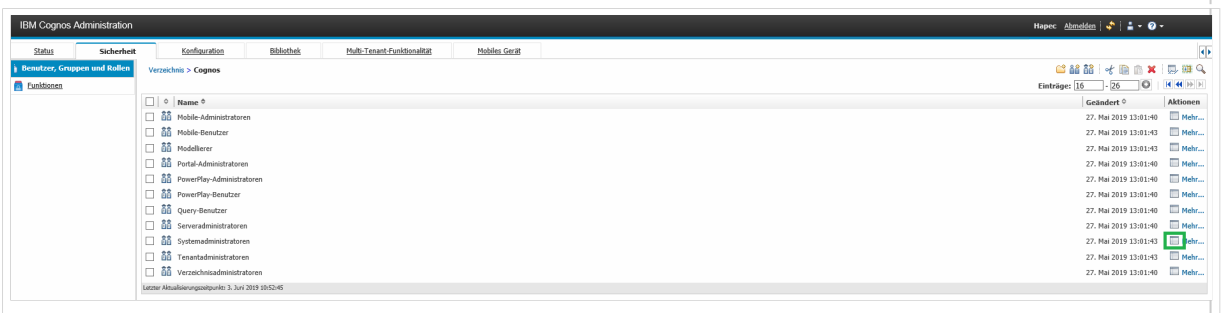 IBM Cognos Administration Hapec Abmelden
Status Sicherheit Konfiguration Bibliothek Multi-Tenant-Funktionalität Mobiles Gerät
Benutzer, Gruppen und Rollen
Funktionen
Verzeichnis > Cognos
Einträge: 16 - 26
Name Geändert Aktionen
Mobile-Administratoren 27. Mai 2019 13:01:40 Mehr...
Mobile-Benutzer 27. Mai 2019 13:01:43 Mehr...
Modellierer 27. Mai 2019 13:01:43 Mehr...
Portal-Administratoren 27. Mai 2019 13:01:40 Mehr...
PowerPlay-Administratoren 27. Mai 2019 13:01:40 Mehr...
PowerPlay-Benutzer 27. Mai 2019 13:01:40 Mehr...
Query-Benutzer 27. Mai 2019 13:01:40 Mehr...
Serveradministratoren 27. Mai 2019 13:01:40 Mehr...
Systemadministratoren 27. Mai 2019 13:01:43 Mehr...
Tenantadministratoren 27. Mai 2019 13:01:43 Mehr...
Verzeichnisadministratoren 27. Mai 2019 13:01:40 Mehr...
Letzter Aktualisierungszeitpunkt: 3. Juni 2019 10:52:45